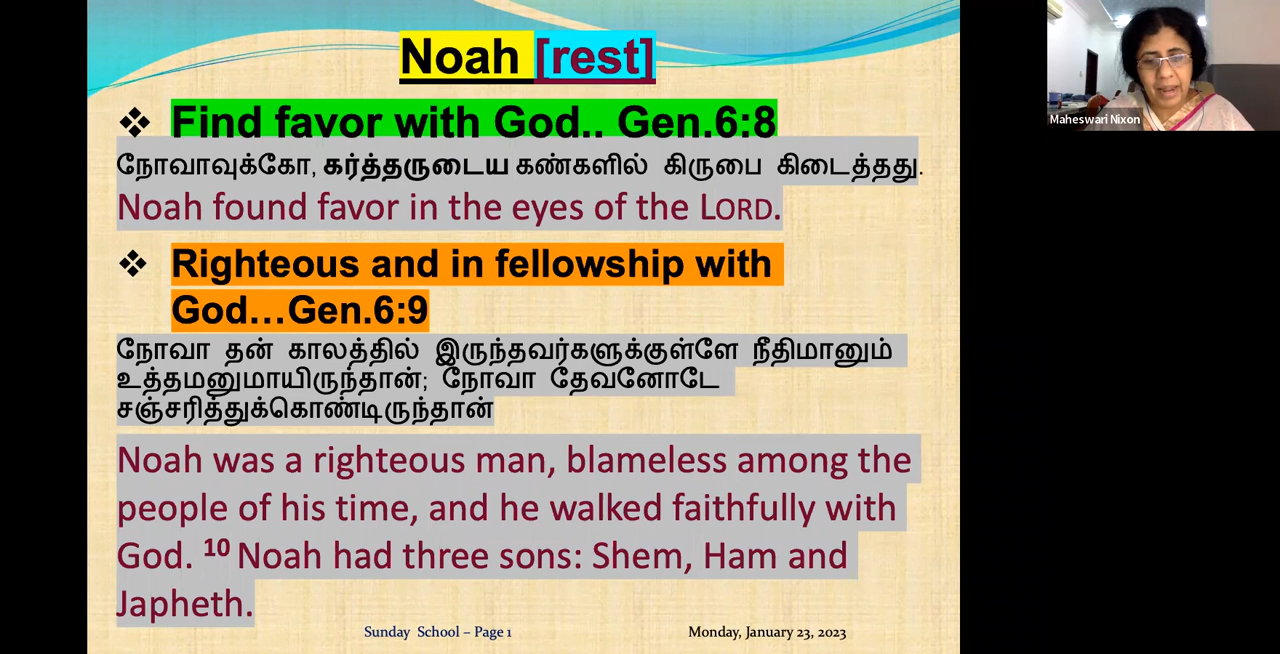 Noah [rest]
❖ Find favor with God.. Gen.6:8
நோவாவுக்கோ, கர்த்தருடைய கண்களில் கிருபை கிடைத்தது.
Noah found favor in the eyes of the LORD.
❖ Righteous and in fellowship with
God...Gen.6:9
நோவா தன் காலத்தில் இருந்தவர்களுக்குள்ளே நீதிமானும்
உத்தமனுமாயிருந்தான்; நோவா தேவனோடே
சஞ்சரித்துக்கொண்டிருந்தான்
Noah was a righteous man, blameless among the
people of his time, and he walked faithfully with
God. ¹⁰ Noah had three sons: Shem, Ham and
Japheth.
Sunday School – Page 1
Monday, January 23, 2023
Maheswari Nixon